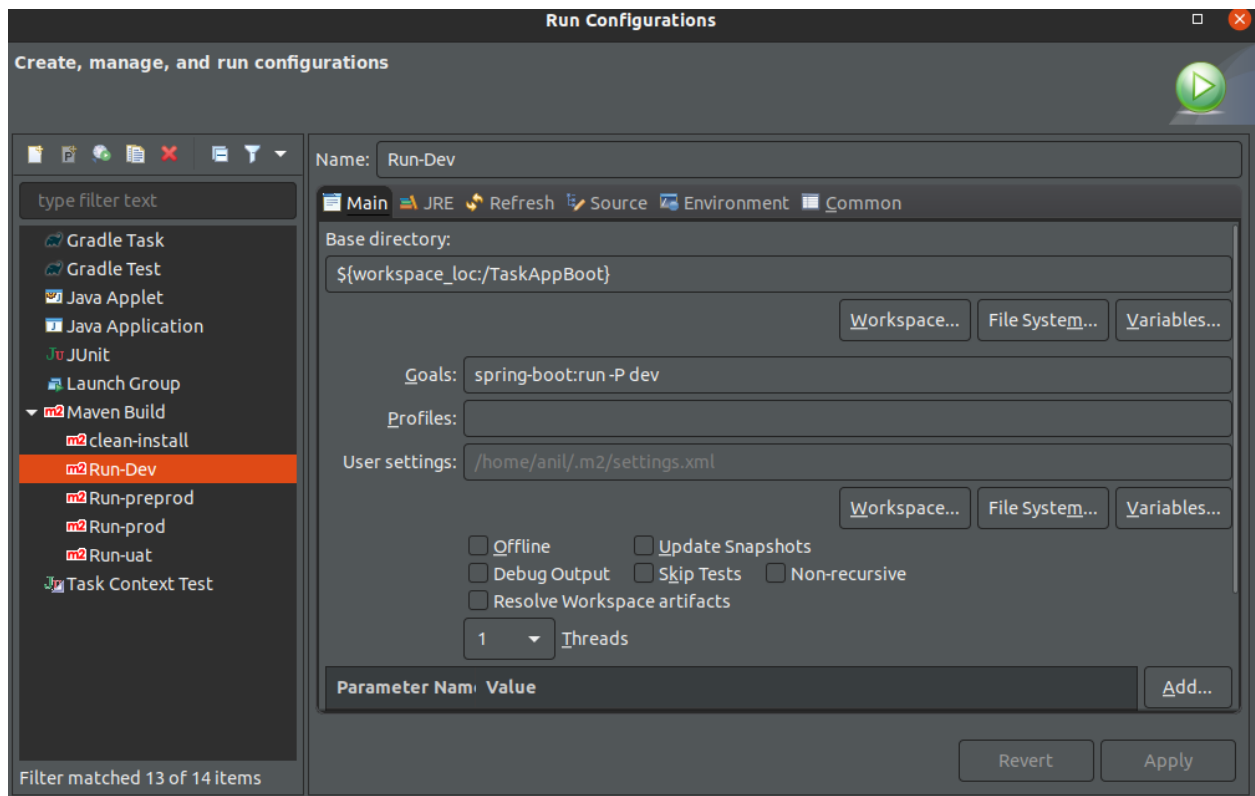 Run Configurations
Create, manage, and run configurations
type filter text
Gradle Task
Gradle Test
Java Applet
Java Application
JUnit
Launch Group
Maven Build
clean-install
Run-Dev
Run-preprod
Run-prod
Run-uat
Task Context Test
Filter matched 13 of 14 items
Name: Run-Dev
Main JRE Refresh Source Environment Common
Base directory:
${workspace_loc:/TaskAppBoot}
Workspace... File System... Variables...
Goals: spring-boot:run -P dev
Profiles:
User settings: /home/anil/.m2/settings.xml
Workspace... File System... Variables...
Offline Update Snapshots
Debug Output Skip Tests Non-recursive
Resolve Workspace artifacts
1 Threads
Parameter Nam Value Add...
Revert Apply